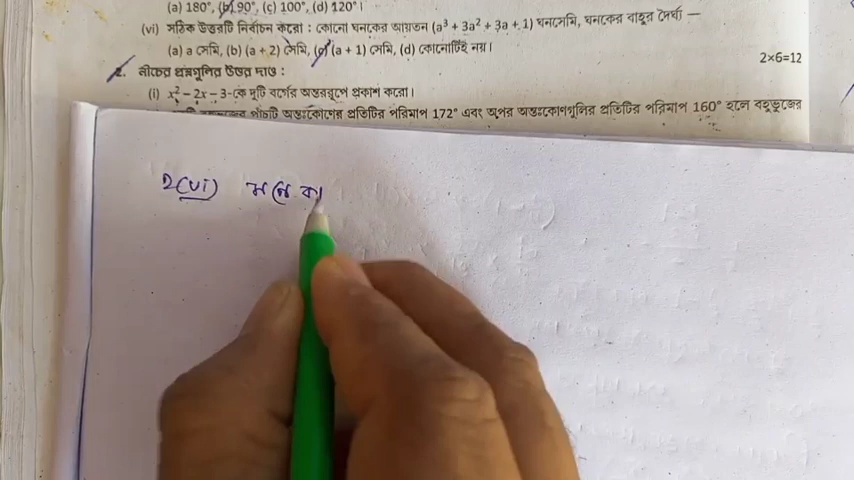 (a) 180°, (b) 90°, (c) 100°, (d) 120°।
(vi) সঠিক উত্তরটি নির্বাচন করো : কোনো ঘনকের আয়তন (a³ + 3a² + 3a + 1) ঘনসেমি, ঘনকের বাহুর দৈর্ঘ্য —
(a) a সেমি, (b) (a + 2) সেমি, (c) (a + 1) সেমি, (d) কোনোটিই নয়।
2×6=12
2. নীচের প্রশ্নগুলির উত্তর দাও :
(i) x² − 2x − 3-কে দুটি বর্গের অন্তররূপে প্রকাশ করো।
পাঁচটি অন্তঃকোণের প্রতিটির পরিমাপ 172° এবং অপর অন্তঃকোণগুলির প্রতিটির পরিমাপ 160° হলে বহুভুজের
2(vi) মনে কা